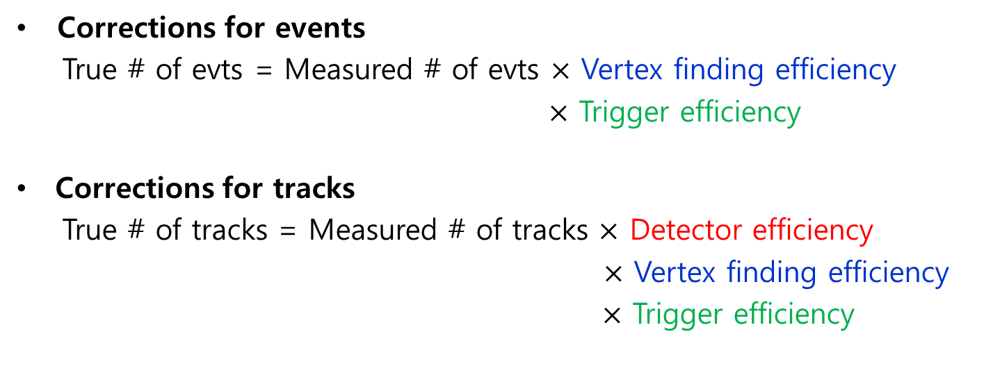 • Corrections for events
True # of evts = Measured # of evts × Vertex finding efficiency
× Trigger efficiency
• Corrections for tracks
True # of tracks = Measured # of tracks × Detector efficiency
× Vertex finding efficiency
× Trigger efficiency